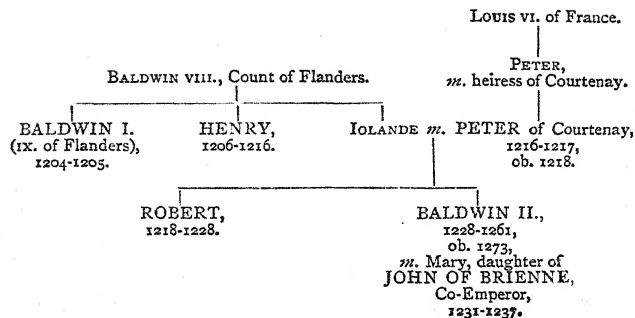 LOUIS VI. of France.
PETER,
m. heiress of Courtenay.
BALDWIN VIII., Count of Flanders.
BALDWIN I.
(IX. of Flanders),
1204-1205.
HENRY,
1206-1216.
IOLANDE m. PETER of Courtenay,
1216-1217,
ob. 1218.
ROBERT,
1218-1228.
BALDWIN II.,
1228-1261,
ob. 1273,
m. Mary, daughter of
JOHN OF BRIENNE,
Co-Emperor,
1231-1237.